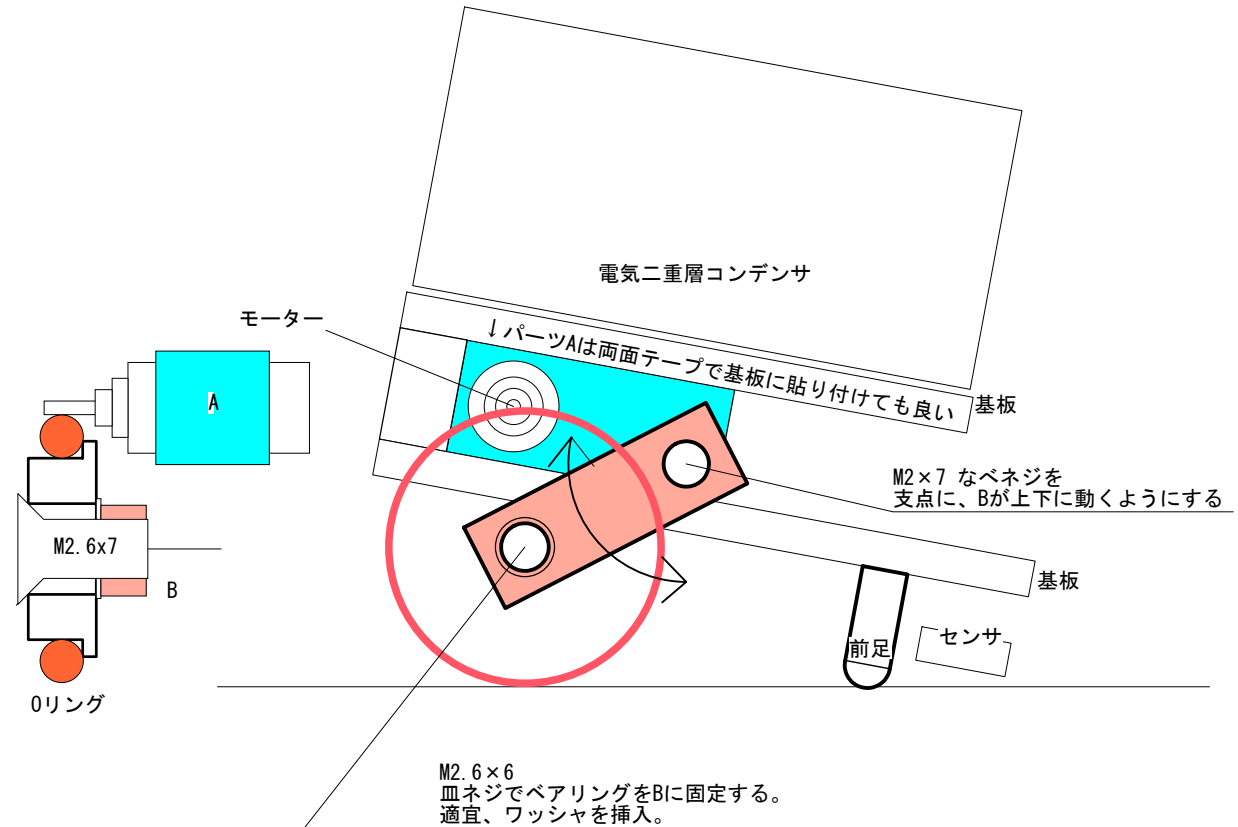 電気二重層コンデンサ
モーター
↓パーツAは両面テープで基板に貼り付けても良い
基板
A
M2×7 なベネジを
支点に、Bが上下に動くようにする
M2.6x7
B
基板
センサ
前足
Oリング
M2.6×6
皿ネジでベアリングをBに固定する。
適宜、ワッシャを挿入。